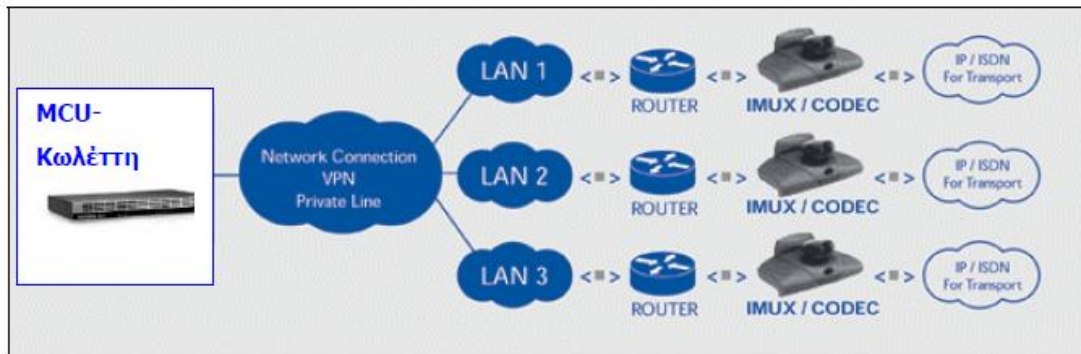 MCU-
Κωλέττη
Network Connection
VPN
Private Line
LAN 1
ROUTER
IMUX / CODEC
IP / ISDN
For Transport
LAN 2
ROUTER
IMUX / CODEC
IP / ISDN
For Transport
LAN 3
ROUTER
IMUX / CODEC
IP / ISDN
For Transport